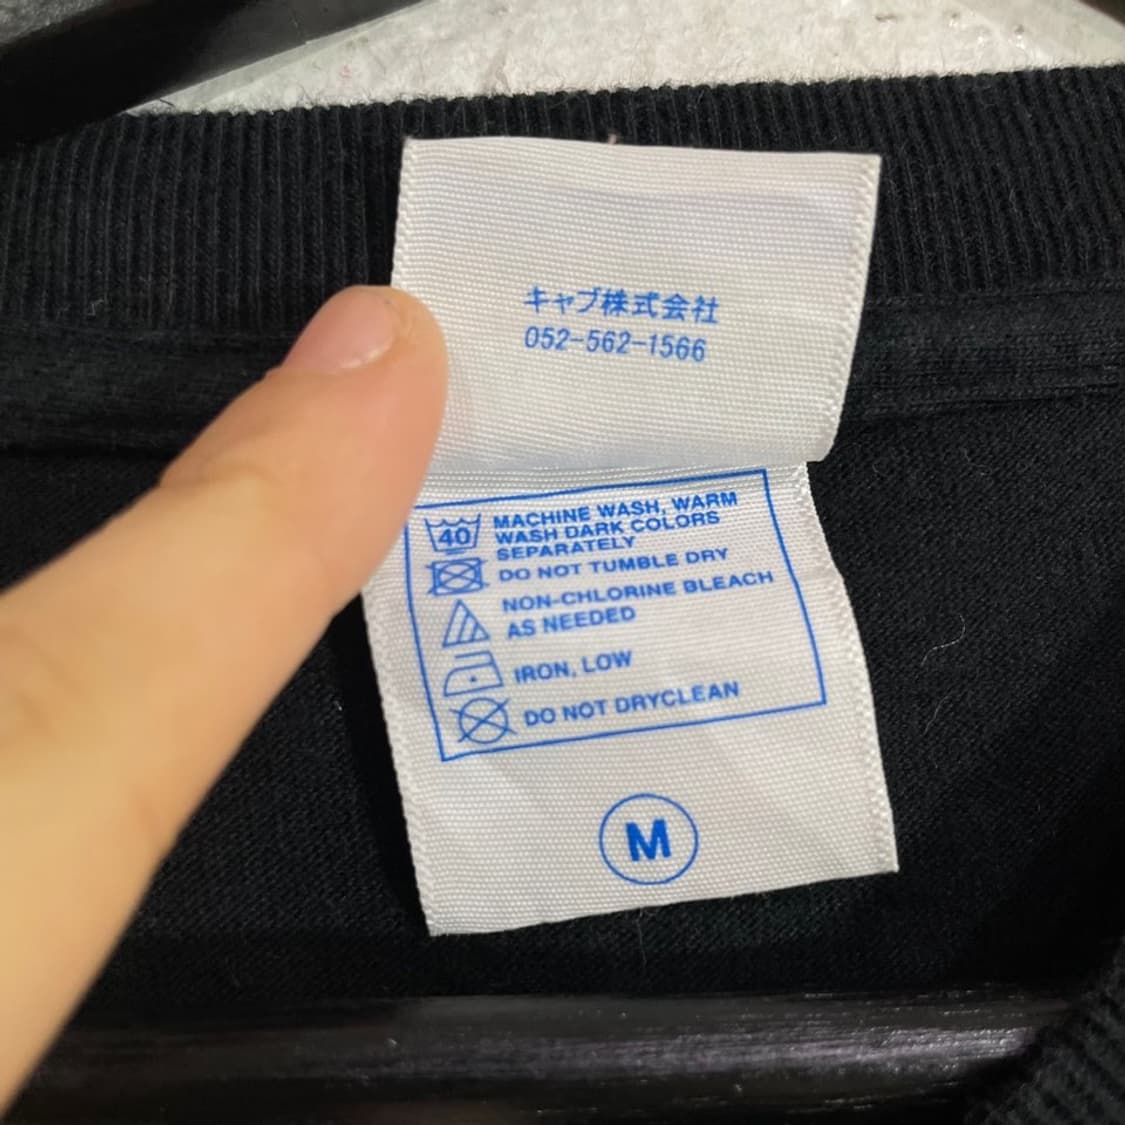 キャブ株式会社
052-562-1566
40
MACHINE WASH, WARM
WASH DARK COLORS
SEPARATELY
DO NOT TUMBLE DRY
NON-CHLORINE BLEACH
AS NEEDED
IRON, LOW
DO NOT DRYCLEAN
M